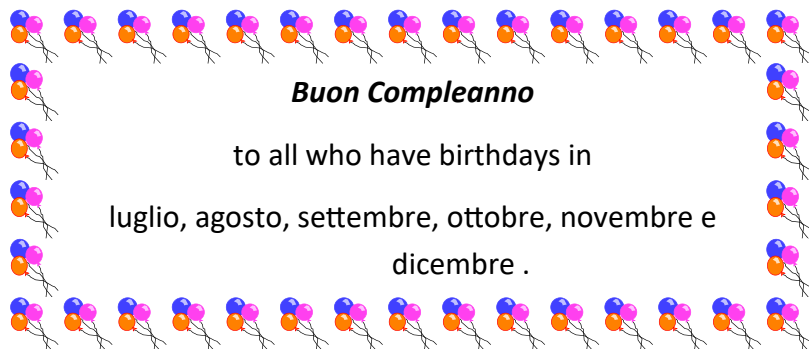 Buon Compleanno
to all who have birthdays in
luglio, agosto, settembre, ottobre, novembre e
dicembre .